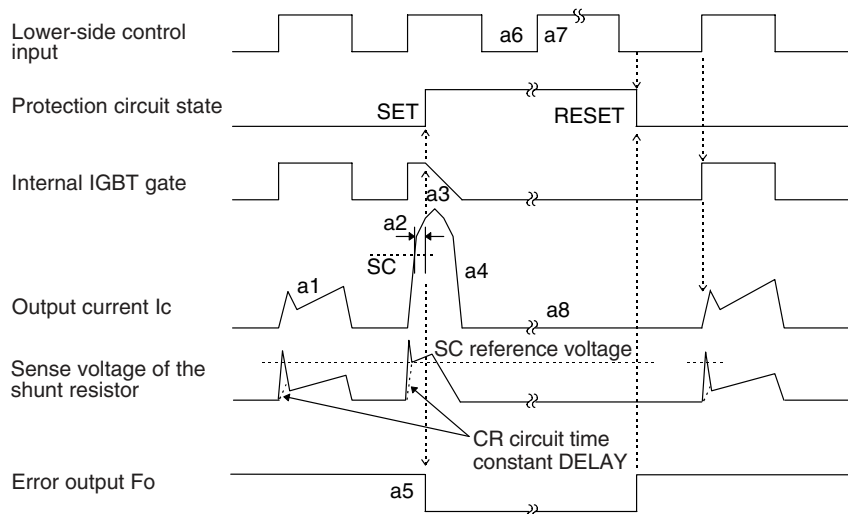 Lower-side control
input
a6
a7
Protection circuit state
SET
RESET
Internal IGBT gate
a3
a2
SC
a4
a1
Output current Ic
a8
SC reference voltage
Sense voltage of the
shunt resistor
CR circuit time
constant DELAY
Error output Fo
a5